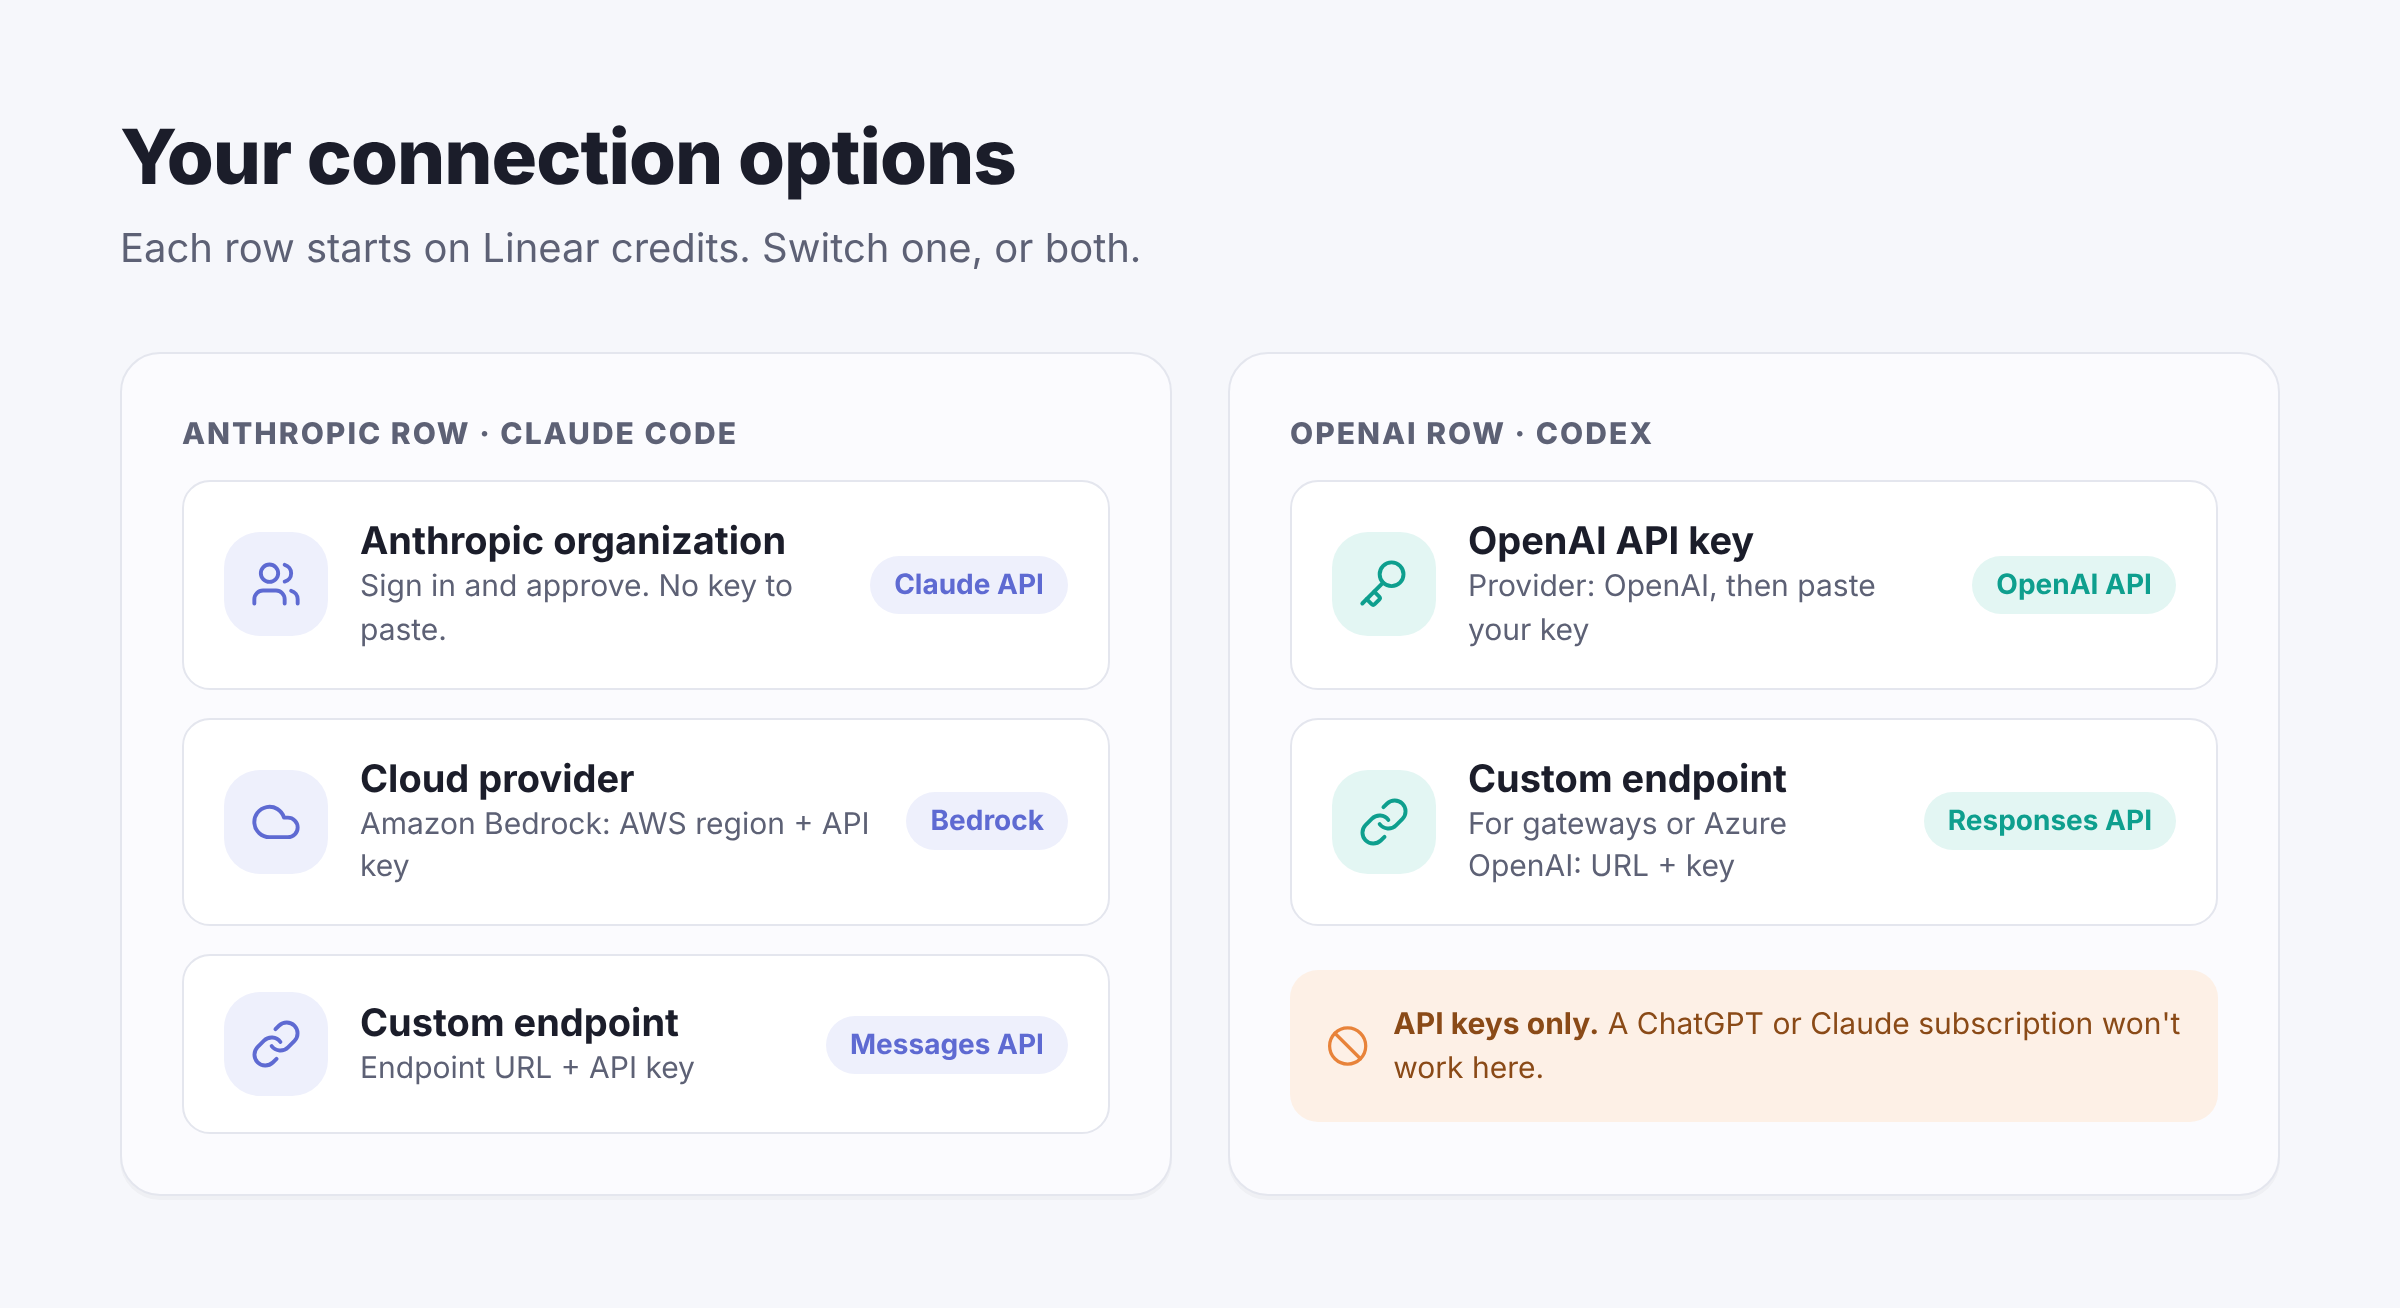 Your connection options
Each row starts on Linear credits. Switch one, or both.
ANTHROPIC ROW · CLAUDE CODE
Anthropic organization
Sign in and approve. No key to
paste.
Claude API
Cloud provider
Amazon Bedrock: AWS region + API
key
Bedrock
Custom endpoint
Endpoint URL + API key
Messages API
OPENAI ROW · CODEX
OpenAI API key
Provider: OpenAI, then paste
your key
OpenAI API
Custom endpoint
For gateways or Azure
OpenAI: URL + key
Responses API
API keys only. A ChatGPT or Claude subscription won't
work here.